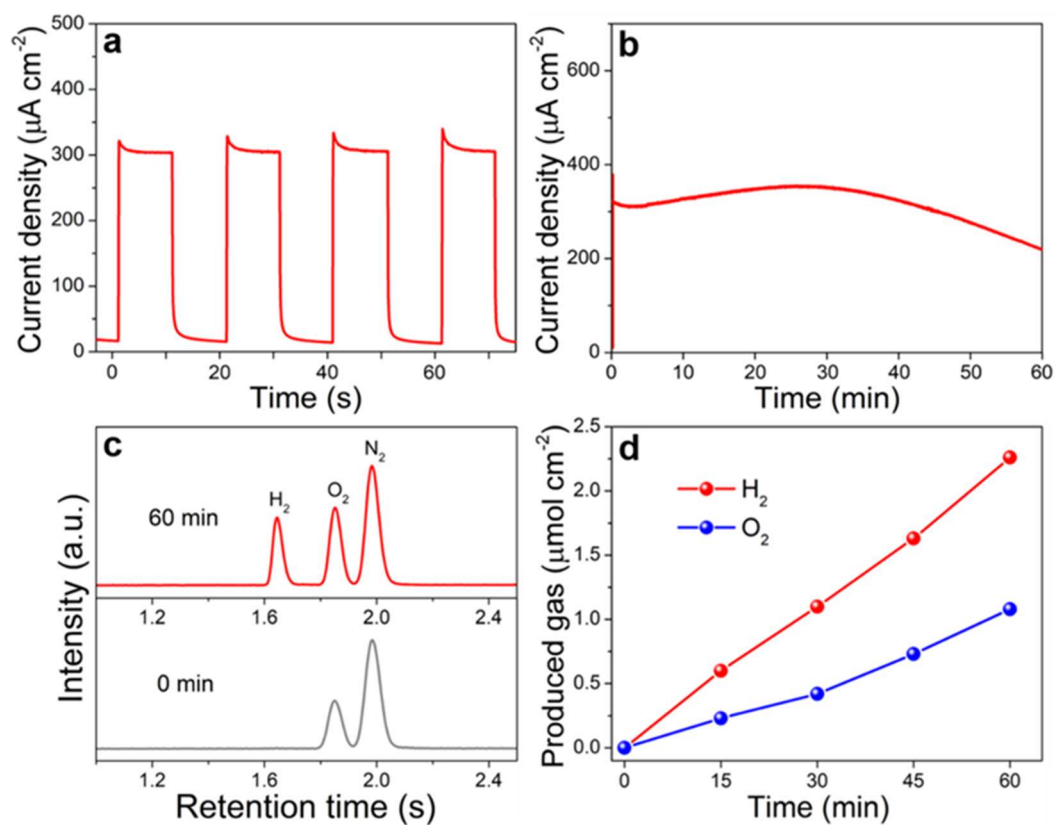 a
Current density (μA cm⁻²)
500
400
300
200
100
0
0 20 40 60
Time (s)
b
Current density (μA cm⁻²)
600
400
200
0
0 10 20 30 40 50 60
Time (min)
c
Intensity (a.u.)
60 min
H₂
O₂
N₂
1.2 1.6 2.0 2.4
0 min
1.2 1.6 2.0 2.4
Retention time (s)
d
Produced gas (μmol cm⁻²)
2.5
2.0
1.5
1.0
0.5
0.0
H₂
O₂
0 15 30 45 60
Time (min)